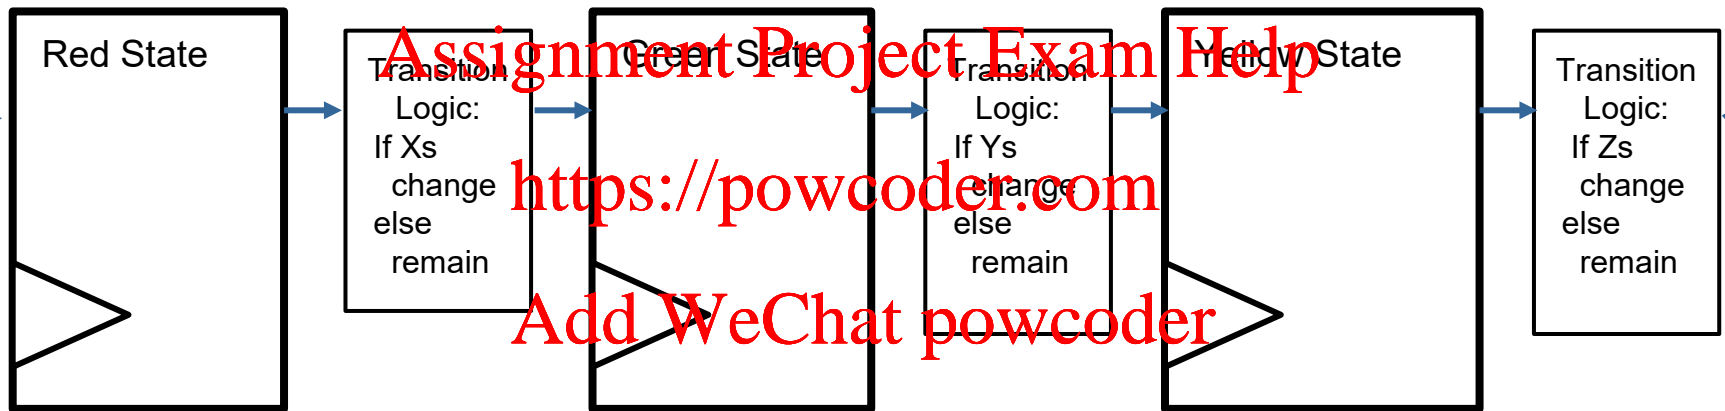 Red State
Transition
Logic:
If Xs
change
else
remain
Green State
Transition
Logic:
If Ys
change
else
remain
Yellow State
Transition
Logic:
If Zs
change
else
remain
Assignment Project Exam Help
https://powcoder.com
Add WeChat powcoder